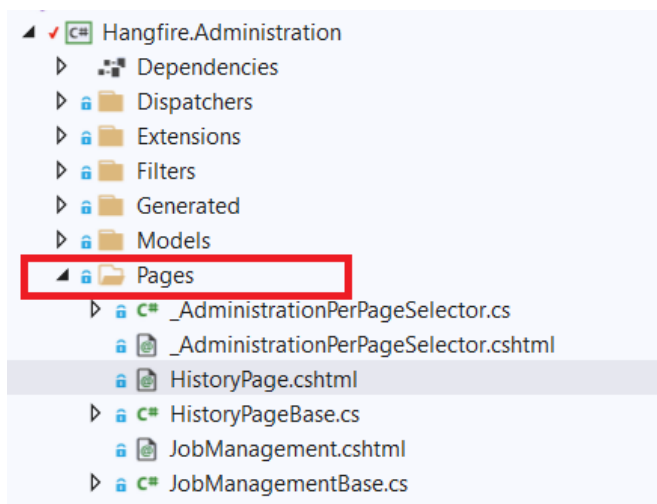 C# Hangfire.Administration
Dependencies
Dispatchers
Extensions
Filters
Generated
Models
Pages
C# _AdministrationPerPageSelector.cs
@ _AdministrationPerPageSelector.cshtml
@ HistoryPage.cshtml
C# HistoryPageBase.cs
@ JobManagement.cshtml
C# JobManagementBase.cs